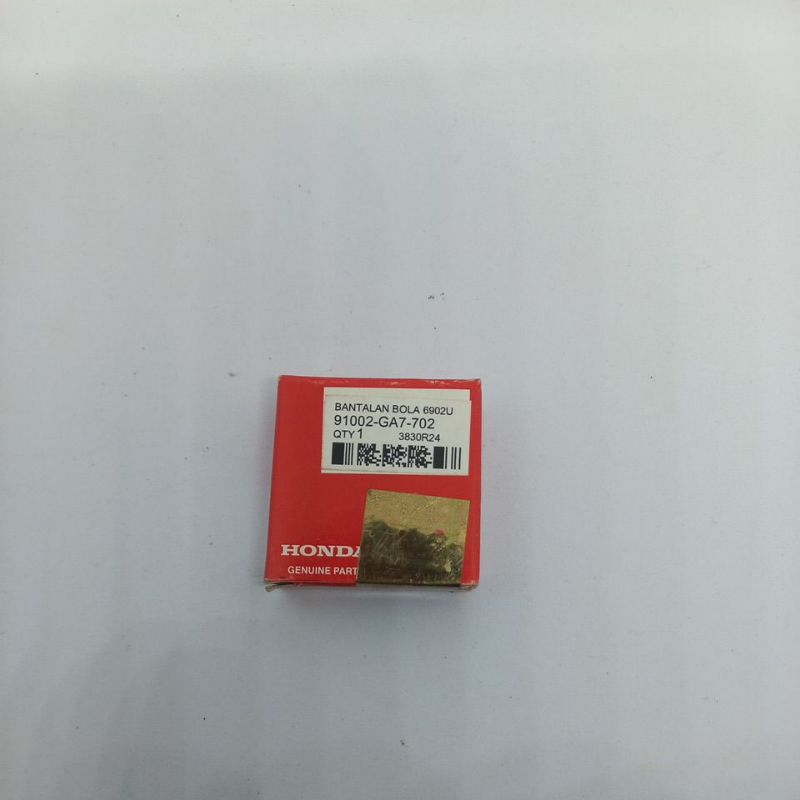 BANTALAN BOLA 6902U
91002-GA7-702
QTY 1 3830R24
HONDA
GENUINE PART